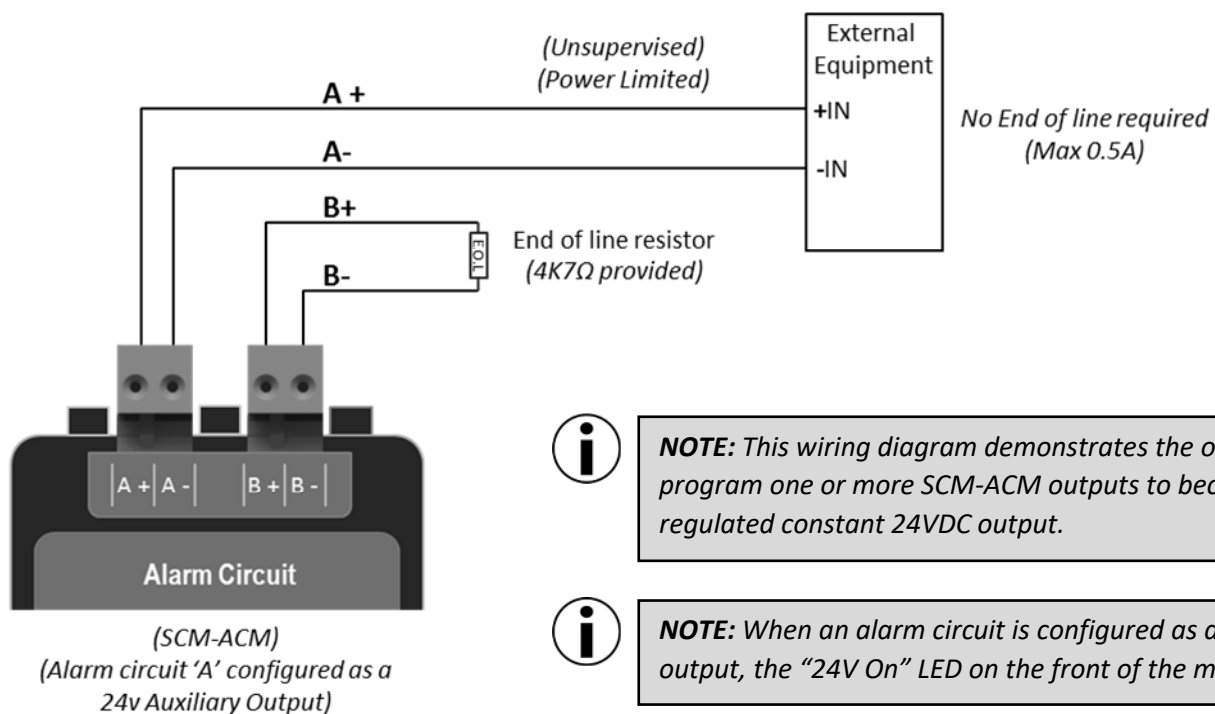 (Unsupervised)
(Power Limited)
External
Equipment
A +
+IN
No End of line required
(Max 0.5A)
A-
-IN
B+
E.O.L
End of line resistor
(4K7Ω provided)
B-
A + A - B + B -
Alarm Circuit
(SCM-ACM)
(Alarm circuit ‘A’ configured as a
24v Auxiliary Output)
NOTE: This wiring diagram demonstrates the
program one or more SCM-ACM outputs to
regulated constant 24VDC output.
NOTE: When an alarm circuit is configured as
output, the “24V On” LED on the front of the